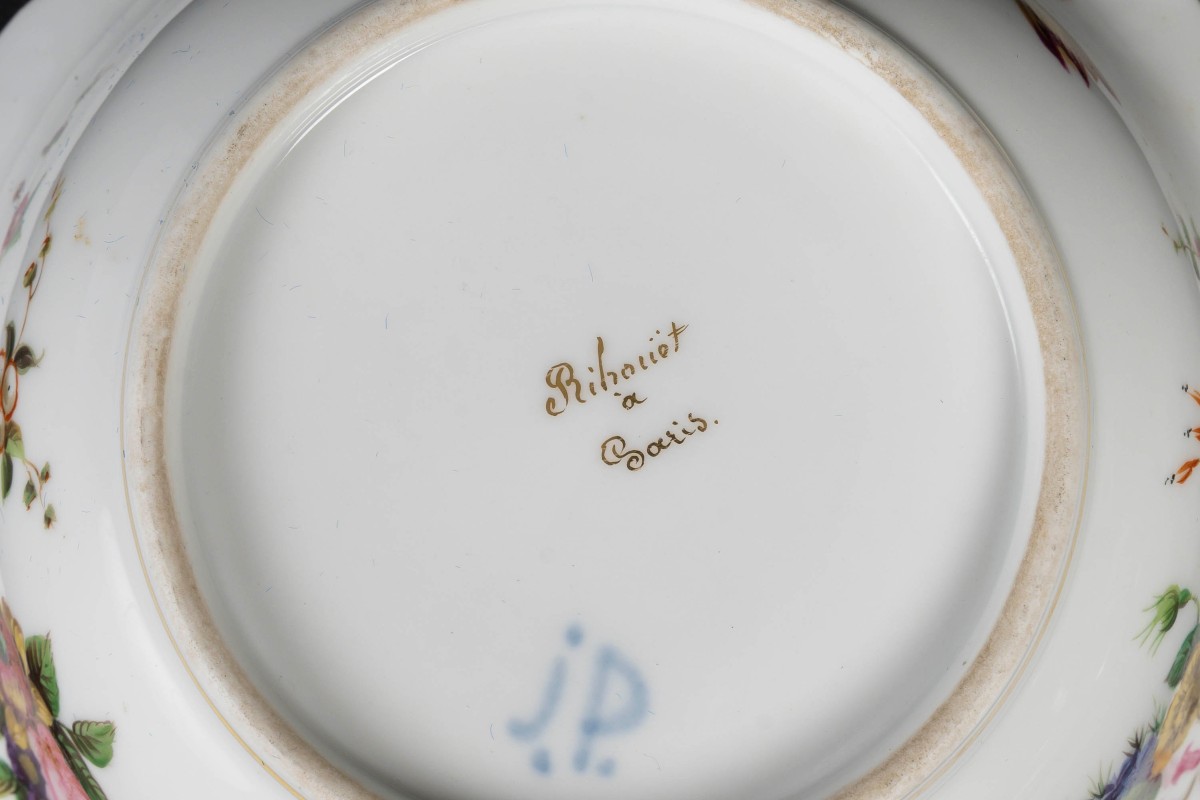 Rihouët
à
Paris.
J.P.